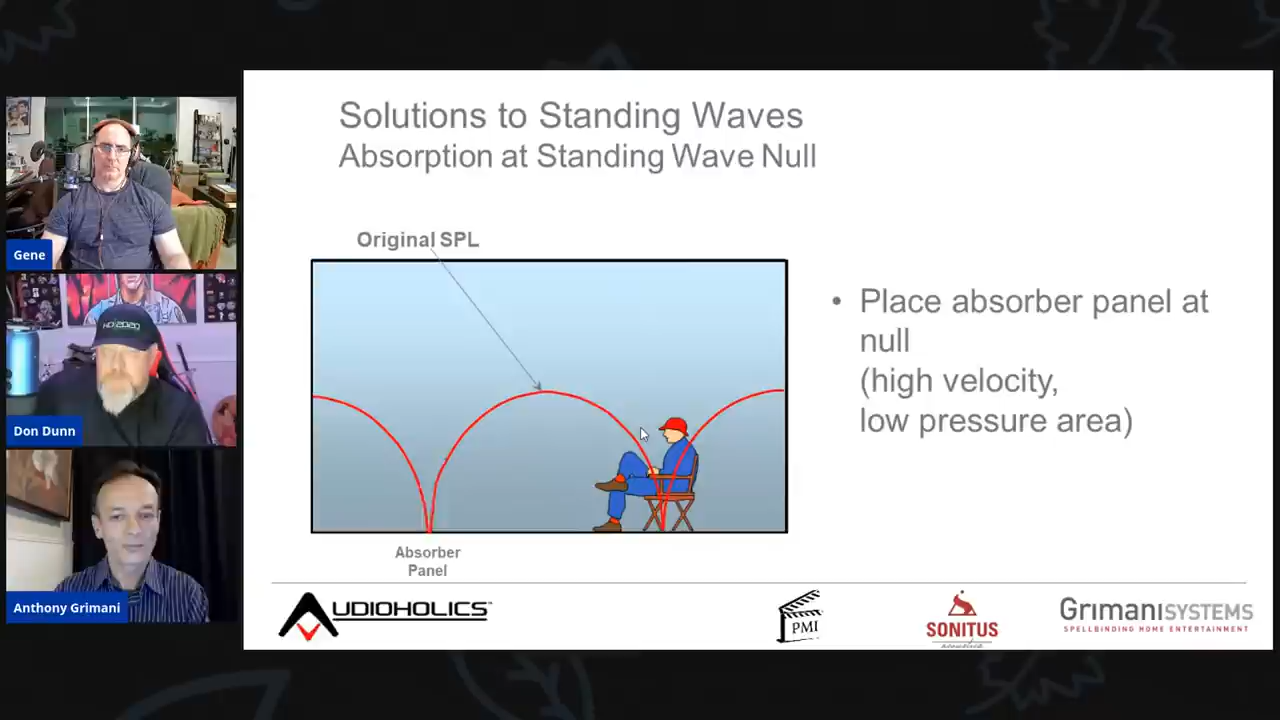 Solutions to Standing Waves
Absorption at Standing Wave Null
Original SPL
• Place absorber panel at
null
(high velocity,
low pressure area)
Absorber
Panel
Gene
Don Dunn
Anthony Grimani
AUDIOHOLICS
PMI
SONITUS
GRIMANI SYSTEMS
SPELLBINDING HOME ENTERTAINMENT